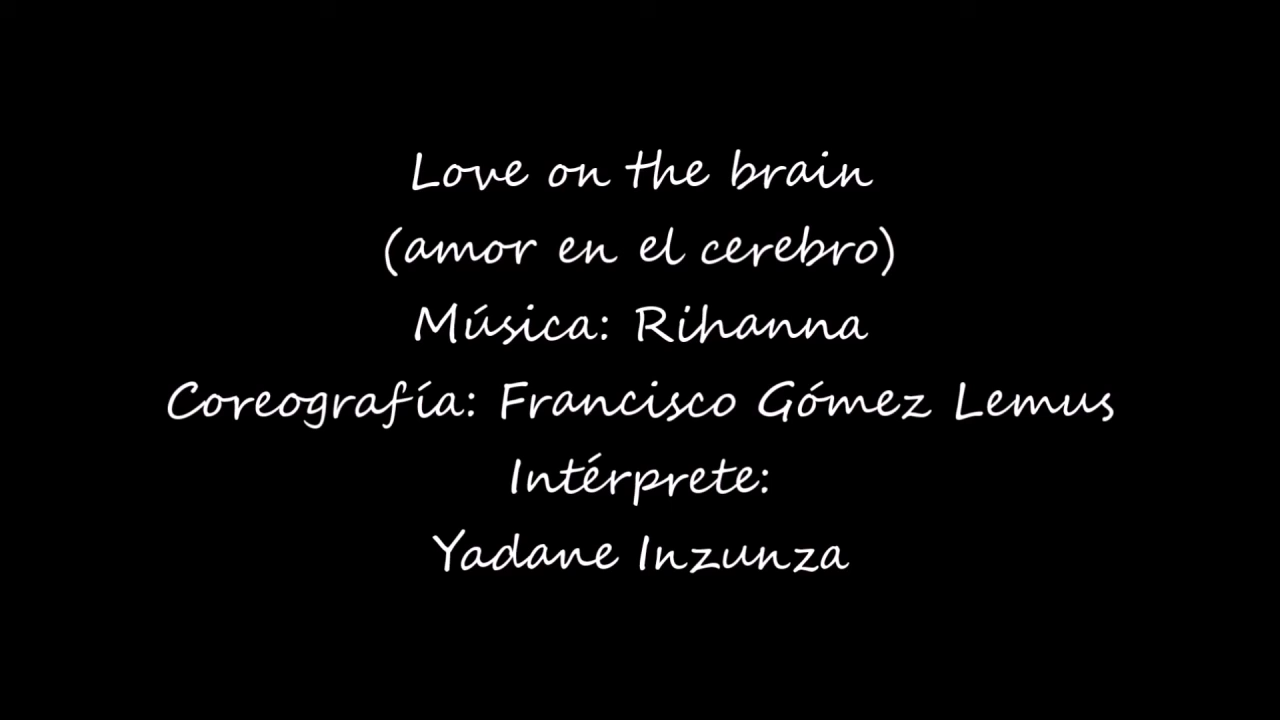 Love on the brain
(amor en el cerebro)
Música: Rihanna
Coreografía: Francisco Gómez Lemus
Intérprete:
Yadane Inzunza